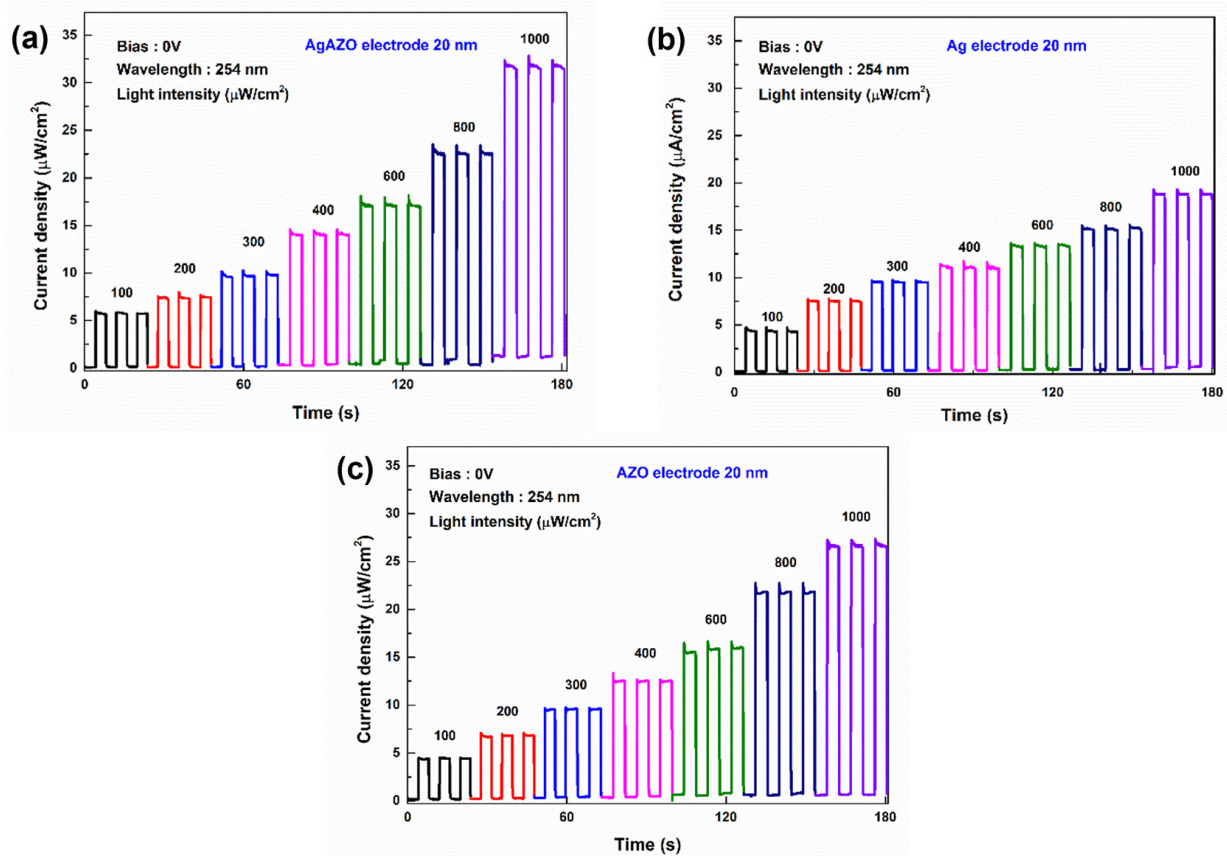 (a)
Bias : 0V
AgAZO electrode 20 nm
Wavelength : 254 nm
Light intensity (μW/cm²)
1000
800
600
400
300
200
100
35
30
25
20
15
10
5
0
Current density (μW/cm²)
0 60 120 180
Time (s)
(b)
Bias : 0V
Ag electrode 20 nm
Wavelength : 254 nm
Light intensity (μW/cm²)
1000
800
600
400
300
200
100
35
30
25
20
15
10
5
0
Current density (μA/cm²)
0 60 120 180
Time (s)
(c)
Bias : 0V
AZO electrode 20 nm
Wavelength : 254 nm
Light intensity (μW/cm²)
1000
800
600
400
300
200
100
35
30
25
20
15
10
5
0
Current density (μW/cm²)
0 60 120 180
Time (s)